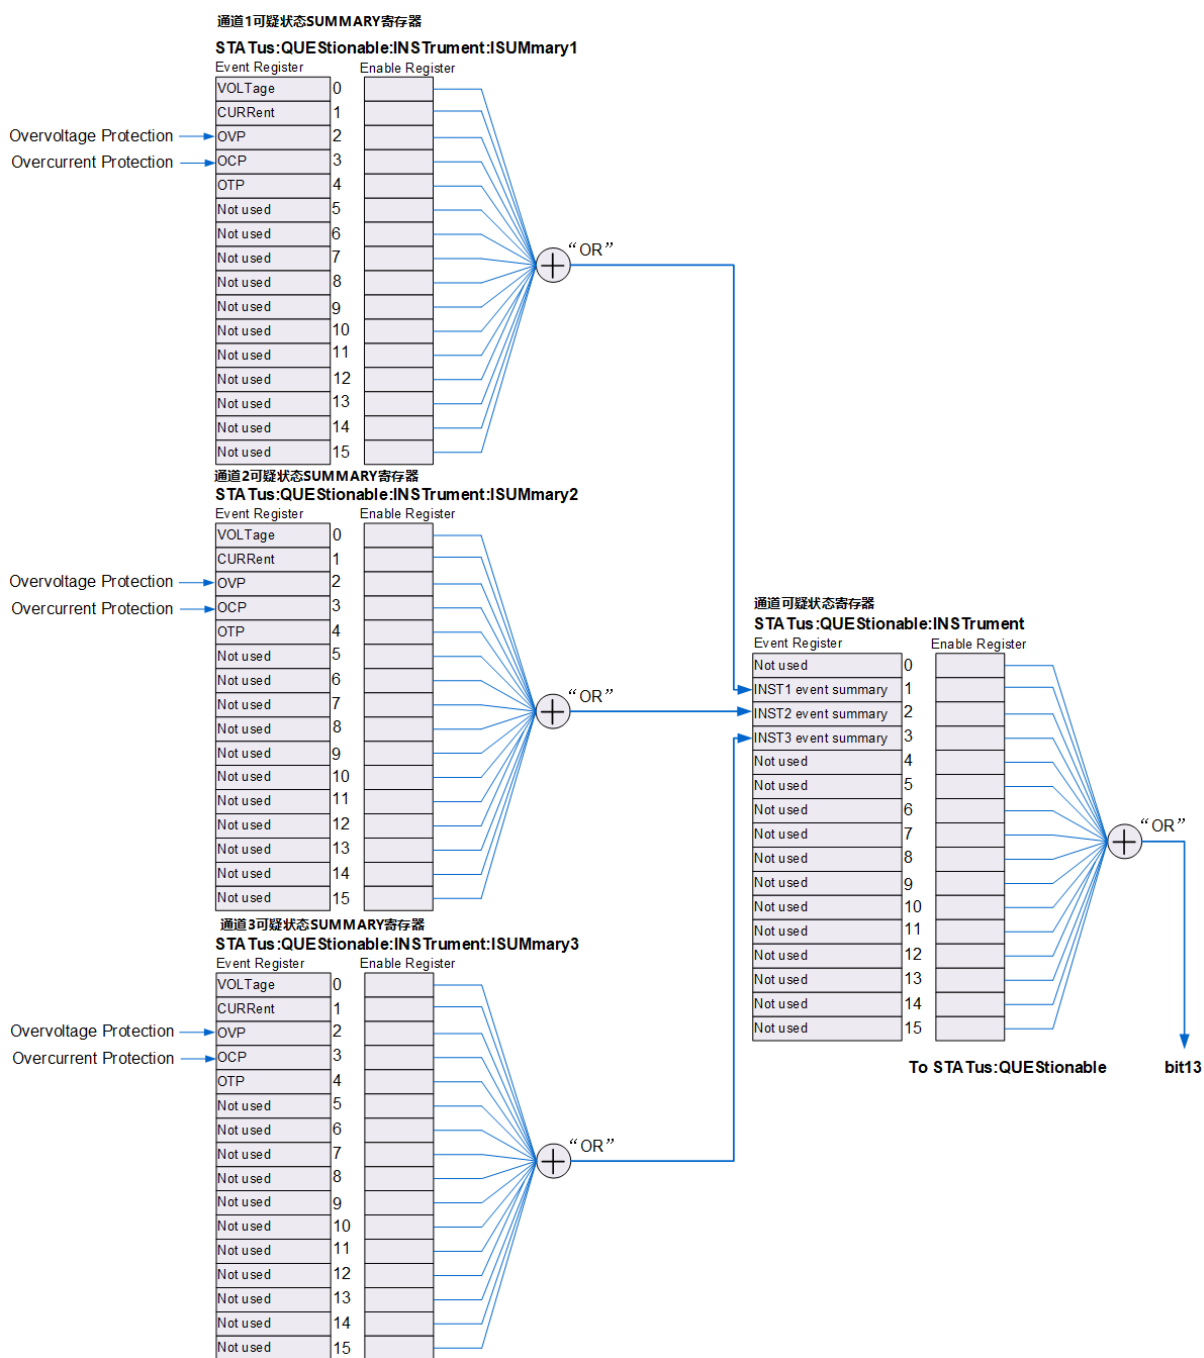 通道1可疑状态SUMMARY寄存器
STATus:QUEStionable:INSTrument:ISUMmary1
Event Register Enable Register
VOLTage 0
CURRent 1
Overvoltage Protection OVP 2
Overcurrent Protection OCP 3
OTP 4
Not used 5
Not used 6
Not used 7
Not used 8
Not used 9
Not used 10
Not used 11
Not used 12
Not used 13
Not used 14
Not used 15
“OR”
通道2可疑状态SUMMARY寄存器
STATus:QUEStionable:INSTrument:ISUMmary2
Event Register Enable Register
VOLTage 0
CURRent 1
Overvoltage Protection OVP 2
Overcurrent Protection OCP 3
OTP 4
Not used 5
Not used 6
Not used 7
Not used 8
Not used 9
Not used 10
Not used 11
Not used 12
Not used 13
Not used 14
Not used 15
“OR”
通道3可疑状态SUMMARY寄存器
STATus:QUEStionable:INSTrument:ISUMmary3
Event Register Enable Register
VOLTage 0
CURRent 1
Overvoltage Protection OVP 2
Overcurrent Protection OCP 3
OTP 4
Not used 5
Not used 6
Not used 7
Not used 8
Not used 9
Not used 10
Not used 11
Not used 12
Not used 13
Not used 14
Not used 15
“OR”
通道可疑状态寄存器
STATus:QUEStionable:INSTrument
Event Register Enable Register
Not used 0
INST1 event summary 1
INST2 event summary 2
INST3 event summary 3
Not used 4
Not used 5
Not used 6
Not used 7
Not used 8
Not used 9
Not used 10
Not used 11
Not used 12
Not used 13
Not used 14
Not used 15
“OR”
To STATus:QUEStionable bit13